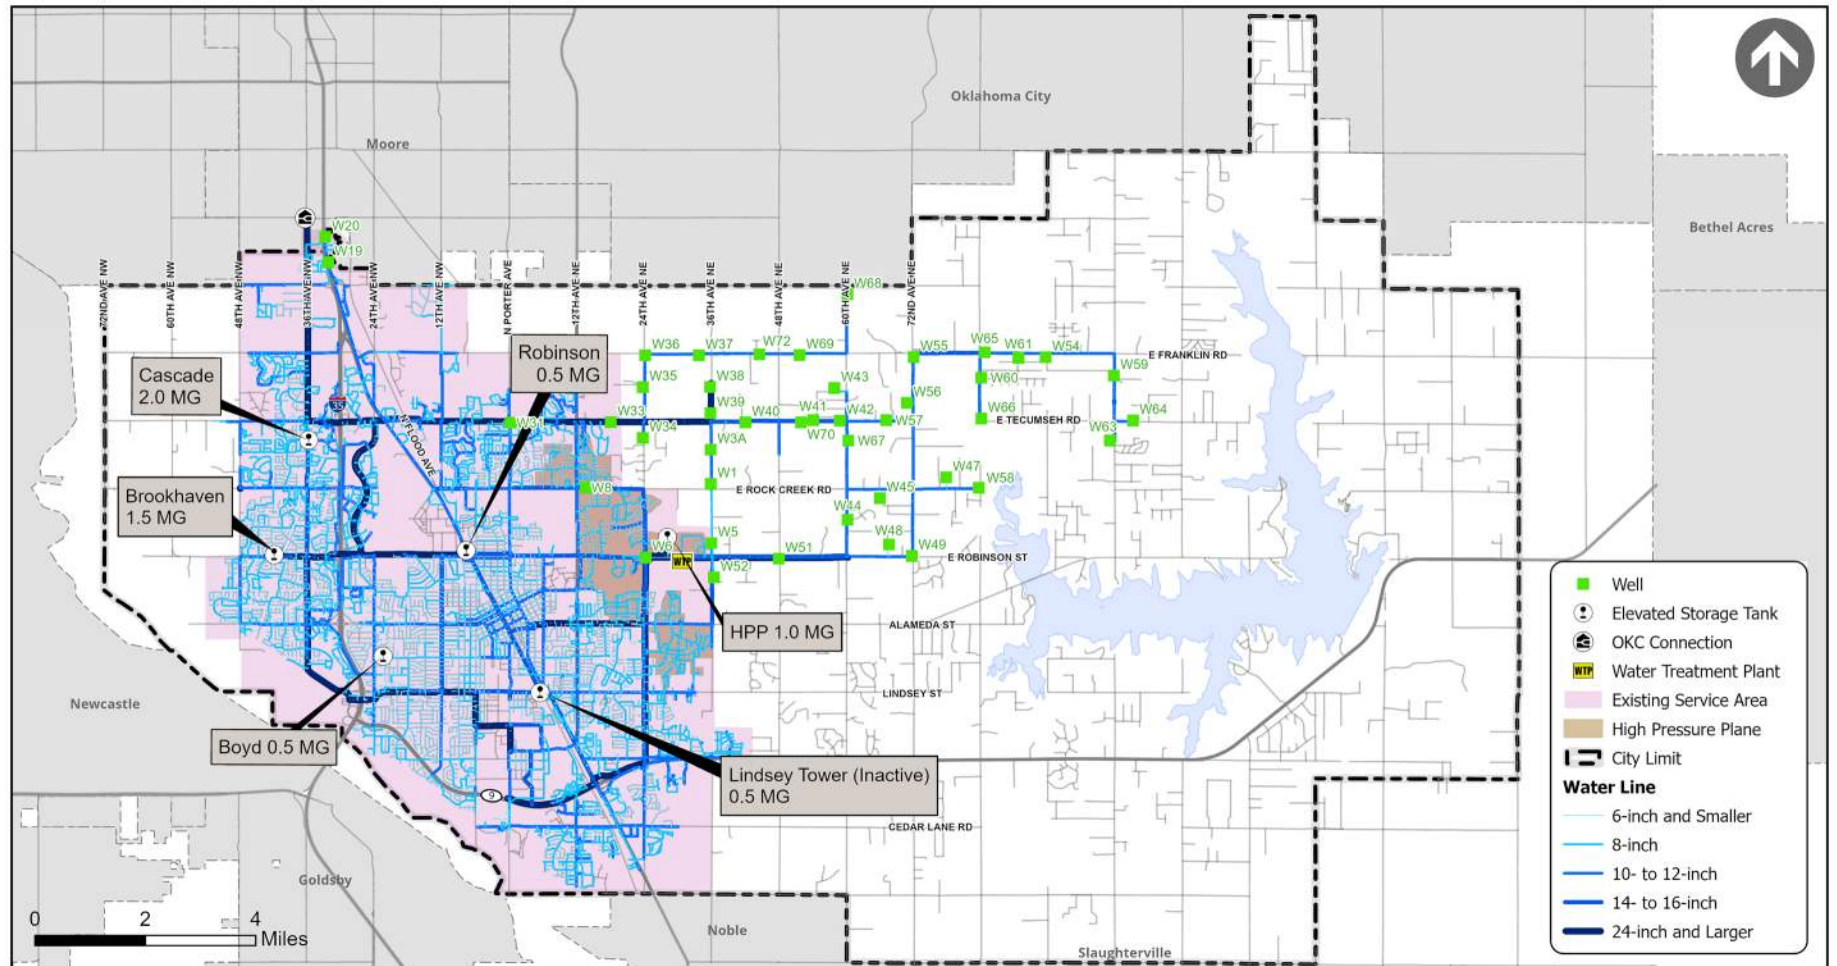 Oklahoma City
Moore
Bethel Acres
W20
W19
72ND AVE NW
60TH AVE NW
48TH AVE NW
36TH AVE NW
24TH AVE NW
12TH AVE NW
N PORTER AVE
12TH AVE NE
24TH AVE NE
36TH AVE NE
48TH AVE NE
60TH AVE NE
72ND AVE NE
W68
Robinson
0.5 MG
Cascade
2.0 MG
Brookhaven
1.5 MG
W36
W37
W72
W69
W55
W65
W61
W54
E FRANKLIN RD
W35
W38
W43
W60
W59
W39
W56
35
N FLOOD AVE
W31
W33
W34
W40
W41
W70
W42
W57
W66
E TECUMSEH RD
W64
W63
W3A
W67
W1
W8
E ROCK CREEK RD
W47
W58
W45
W44
W5
W48
W6
WTP
W51
W49
E ROBINSON ST
W52
HPP 1.0 MG
ALAMEDA ST
LINDSEY ST
Newcastle
Boyd 0.5 MG
Lindsey Tower (Inactive)
0.5 MG
9
CEDAR LANE RD
Goldsby
Noble
Slaughterville
0 2 4
Miles
Well
Elevated Storage Tank
OKC Connection
WTP Water Treatment Plant
Existing Service Area
High Pressure Plane
City Limit
Water Line
6-inch and Smaller
8-inch
10- to 12-inch
14- to 16-inch
24-inch and Larger